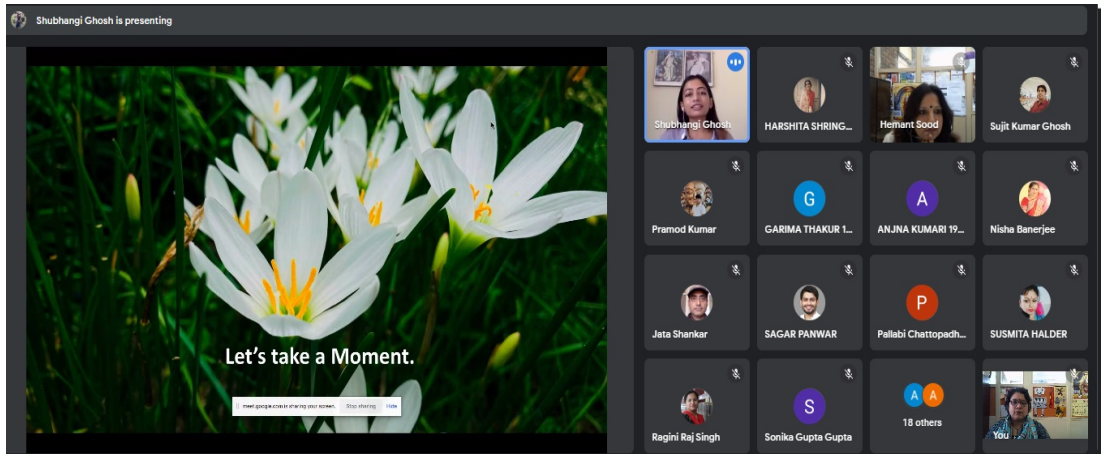 Shubhangi Ghosh is presenting
Let's take a Moment.
meet.google.com is sharing your screen. Stop sharing Hide
Shubhangi Ghosh
HARSHITA SHRING...
Hemant Sood
Sujit Kumar Ghosh
Pramod Kumar
G
GARIMA THAKUR 1...
A
ANJNA KUMARI 19...
Nisha Banerjee
Jata Shankar
SAGAR PANWAR
P
Pallabi Chattopadh...
SUSMITA HALDER
Ragini Raj Singh
S
Sonika Gupta Gupta
A A
18 others
You